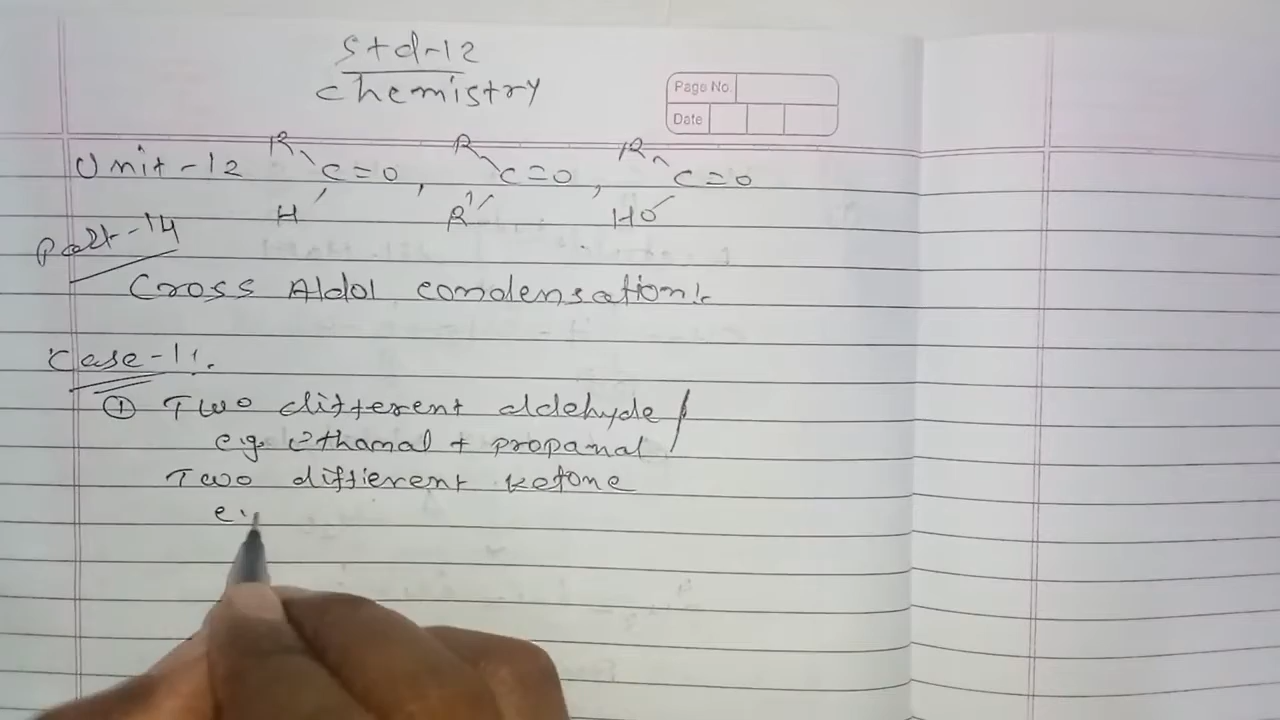 Std-12
Chemistry
Page No.
Date
Unit-12 R C=O, R C=O, R C=O
H R' HO
Part-14
Cross Aldol condensation:
Case-1:
① Two different aldehyde /
e.g. Ethanal + propanal
Two different ketone
e.